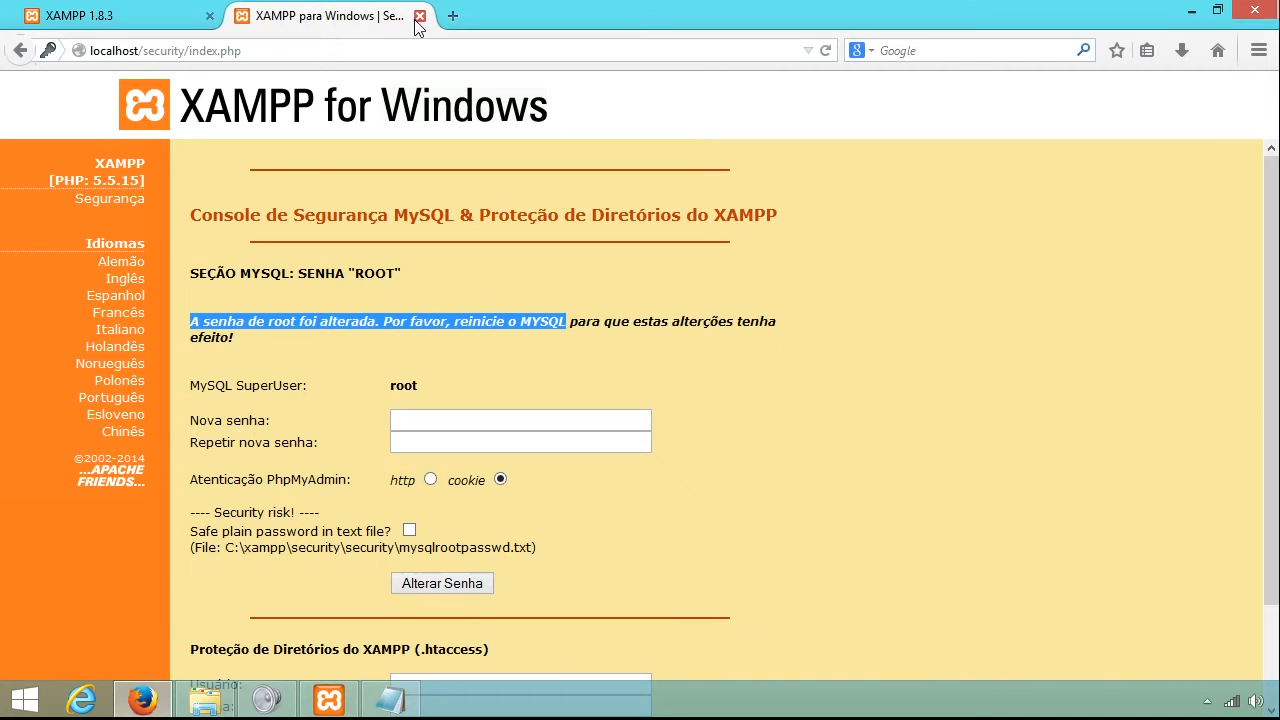 XAMPP 1.8.3
XAMPP para Windows | Se...
localhost/security/index.php
Google
XAMPP for Windows
XAMPP
[PHP: 5.5.15]
Segurança
Idiomas
Alemão
Inglês
Espanhol
Francês
Italiano
Holandês
Norueguês
Polonês
Português
Esloveno
Chinês
©2002-2014
...APACHE
FRIENDS...
Console de Segurança MySQL & Proteção de Diretórios do XAMPP
SEÇÃO MYSQL: SENHA "ROOT"
A senha de root foi alterada. Por favor, reinicie o MYSQL para que estas alterções tenha
efeito!
MySQL SuperUser: root
Nova senha:
Repetir nova senha:
Atenticação PhpMyAdmin: http cookie
---- Security risk! ----
Safe plain password in text file?
(File: C:\xampp\security\security\mysqlrootpasswd.txt)
Alterar Senha
Proteção de Diretórios do XAMPP (.htaccess)
Usuário: